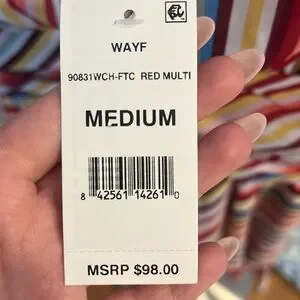 WAYF
90831WCH-FTC RED MULTI
MEDIUM
8 42561 14261 0
MSRP $98.00